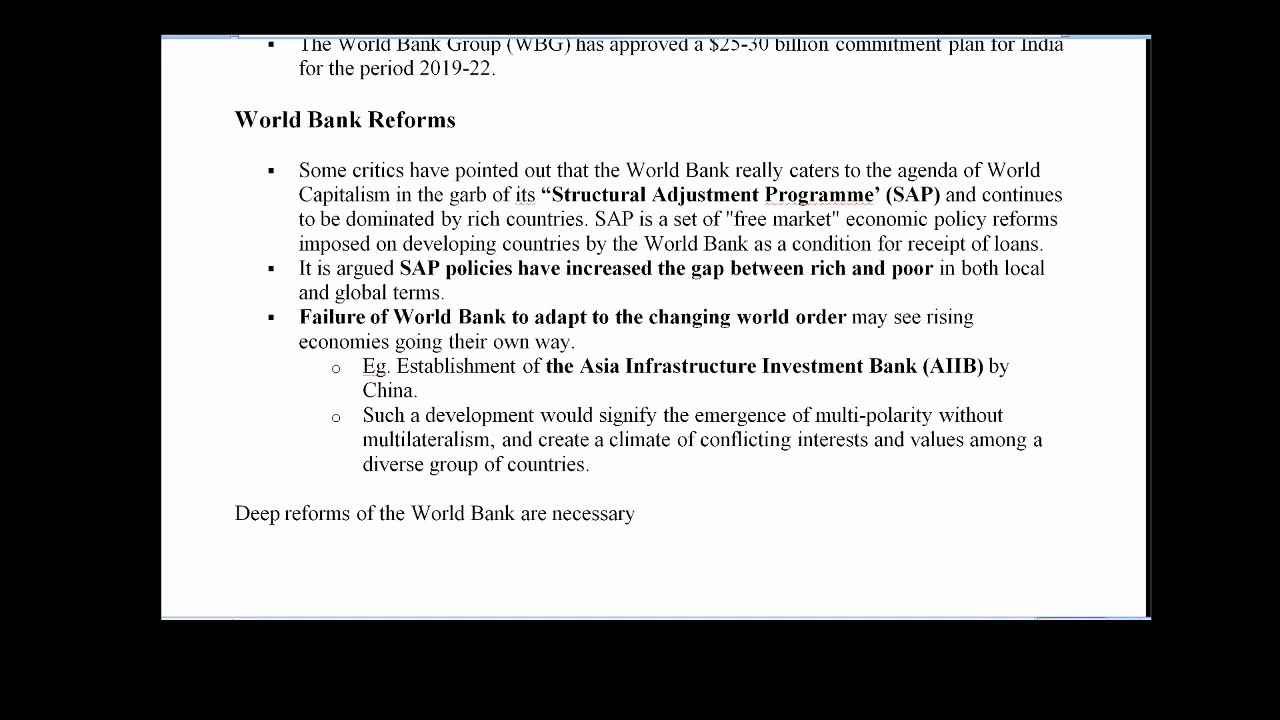 ▪ The World Bank Group (WBG) has approved a $25-30 billion commitment plan for India
for the period 2019-22.
World Bank Reforms
▪ Some critics have pointed out that the World Bank really caters to the agenda of World
Capitalism in the garb of its “Structural Adjustment Programme’ (SAP) and continues
to be dominated by rich countries. SAP is a set of "free market" economic policy reforms
imposed on developing countries by the World Bank as a condition for receipt of loans.
▪ It is argued SAP policies have increased the gap between rich and poor in both local
and global terms.
▪ Failure of World Bank to adapt to the changing world order may see rising
economies going their own way.
o Eg. Establishment of the Asia Infrastructure Investment Bank (AIIB) by
China.
o Such a development would signify the emergence of multi-polarity without
multilateralism, and create a climate of conflicting interests and values among a
diverse group of countries.
Deep reforms of the World Bank are necessary